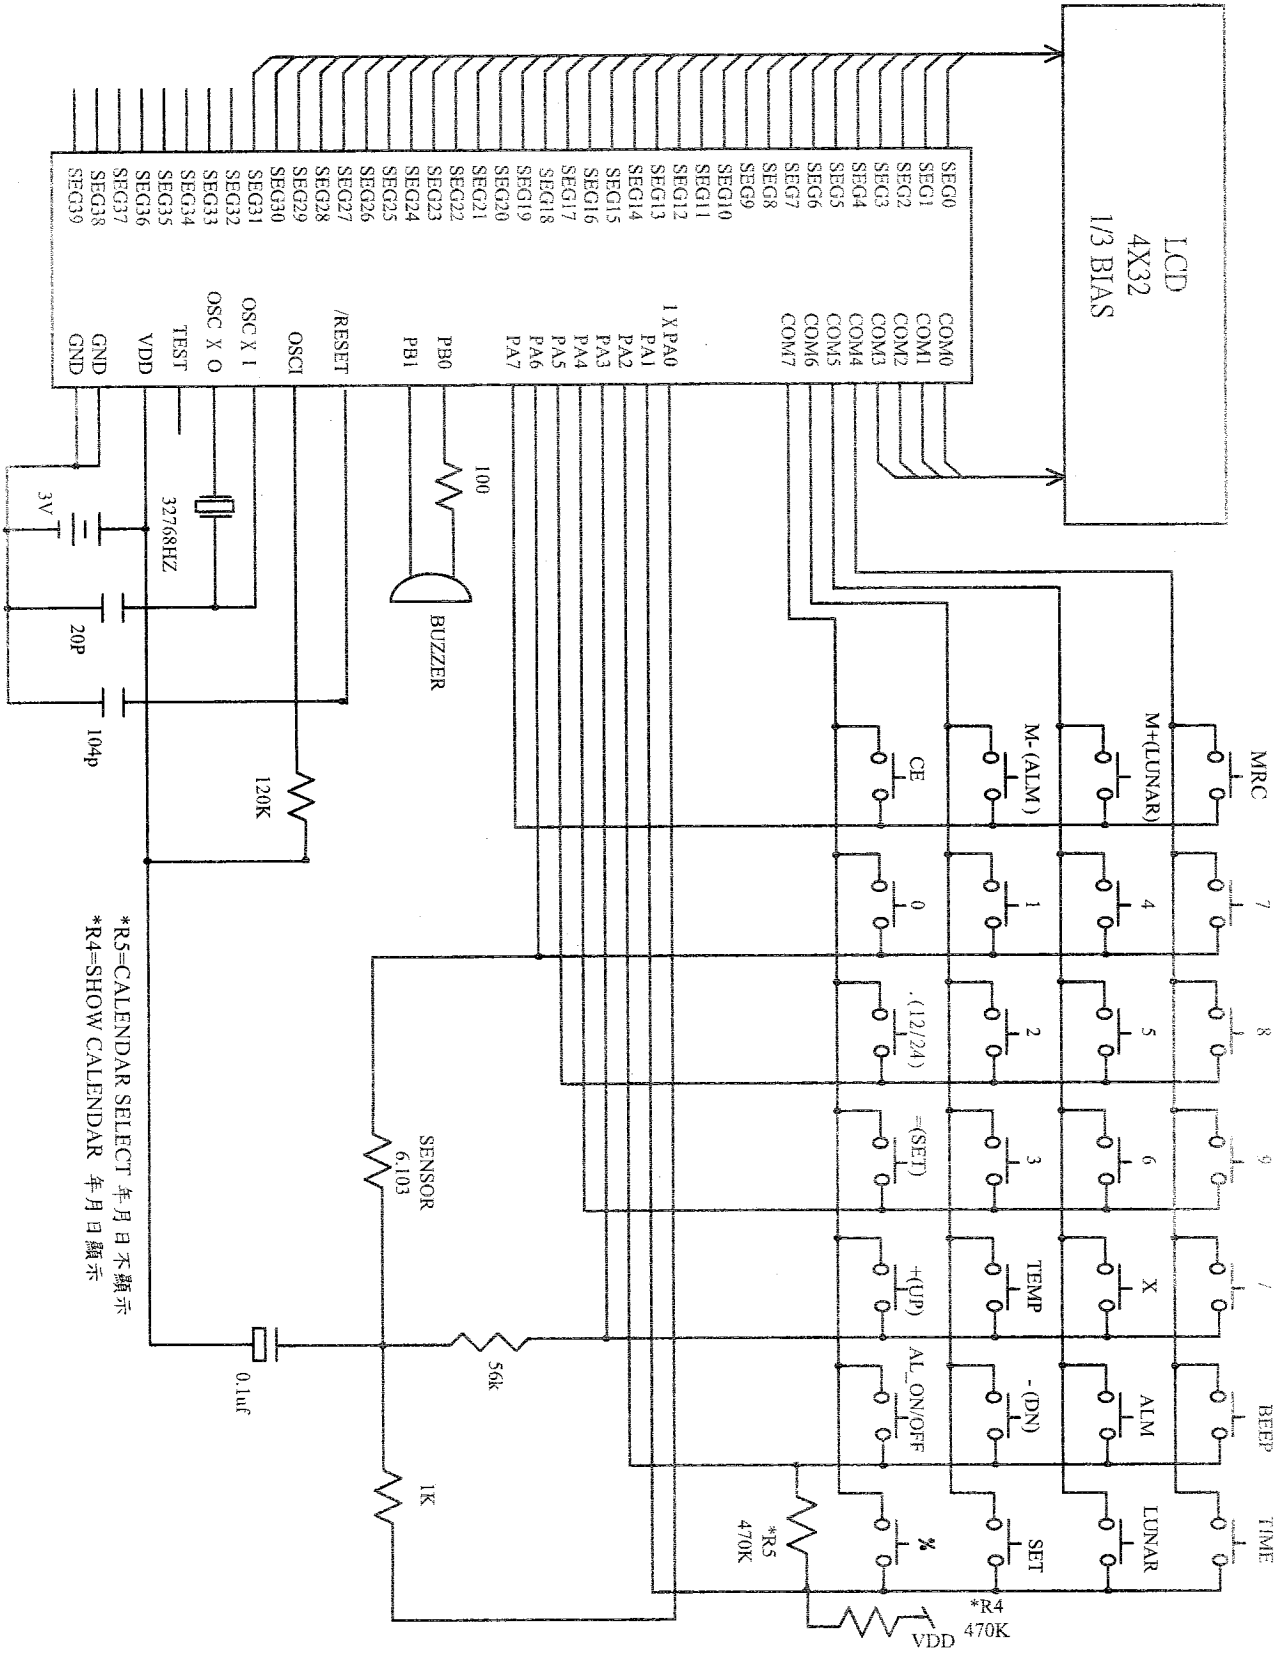 LCD
4X32
1/3 BIAS
SEG0
SEG1
SEG2
SEG3
SEG4
SEG5
SEG6
SEG7
SEG8
SEG9
SEG10
SEG11
SEG12
SEG13
SEG14
SEG15
SEG16
SEG17
SEG18
SEG19
SEG20
SEG21
SEG22
SEG23
SEG24
SEG25
SEG26
SEG27
SEG28
SEG29
SEG30
SEG31
SEG32
SEG33
SEG34
SEG35
SEG36
SEG37
SEG38
SEG39
COM0
COM1
COM2
COM3
COM4
COM5
COM6
COM7
1XPA0
PA1
PA2
PA3
PA4
PA5
PA6
PA7
PB0
PB1
/RESET
OSCI
OSC X I
OSC X O
TEST
VDD
GND
GND
100
BUZZER
32768HZ
3V
20P
104p
120K
MRC
7
8
9
/
BEEP
TIME
M+(LUNAR)
4
5
6
X
ALM
LUNAR
M- (ALM )
1
2
3
TEMP
- (DN)
SET
CE
0
. (12/24)
=(SET)
+(UP)
AL_ON/OFF
%
*R4
470K
VDD
*R5
470K
SENSOR
6.103
56k
1K
0.1uf
*R5=CALENDAR SELECT 年月日不顯示
*R4=SHOW CALENDAR 年月日顯示